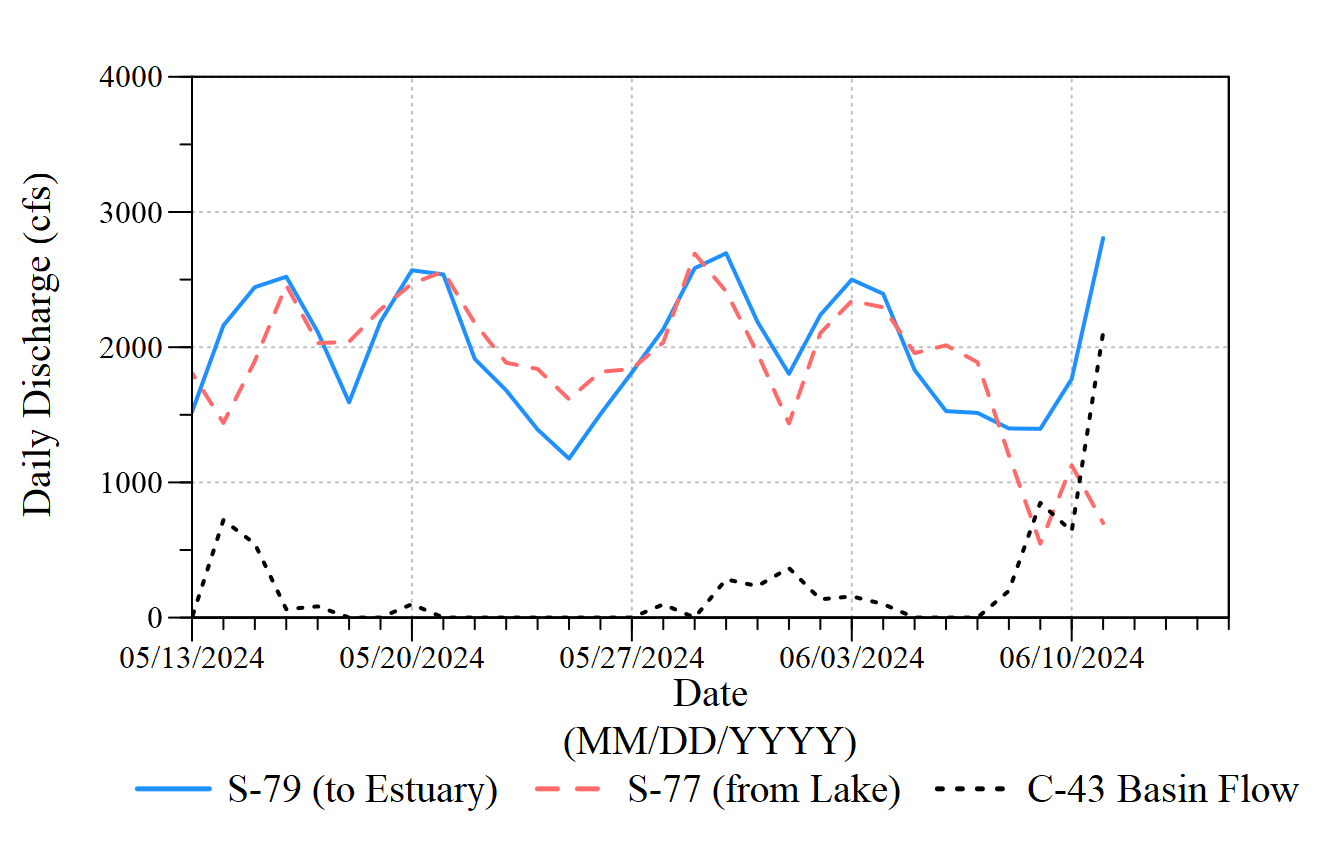 4000
3000
2000
1000
0
Daily Discharge (cfs)
05/13/2024 05/20/2024 05/27/2024 06/03/2024 06/10/2024
Date
(MM/DD/YYYY)
S-79 (to Estuary) S-77 (from Lake) C-43 Basin Flow